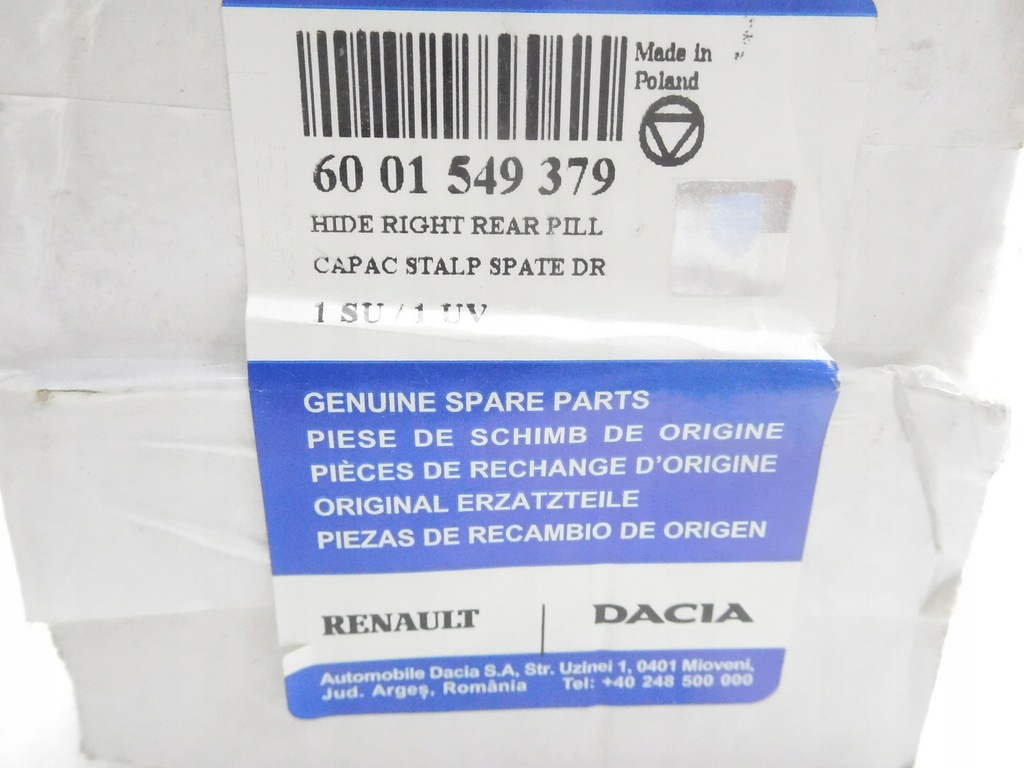 Made in
Poland
60 01 549 379
HIDE RIGHT REAR PILL
CAPAC STALP SPATE DR
1 SU / 1 UV
GENUINE SPARE PARTS
PIESE DE SCHIMB DE ORIGINE
PIÈCES DE RECHANGE D'ORIGINE
ORIGINAL ERZATZTEILE
PIEZAS DE RECAMBIO DE ORIGEN
RENAULT | DACIA
Automobile Dacia S.A, Str. Uzinei 1, 0401 Mioveni,
Jud. Argeş, România Tel: +40 248 500 000